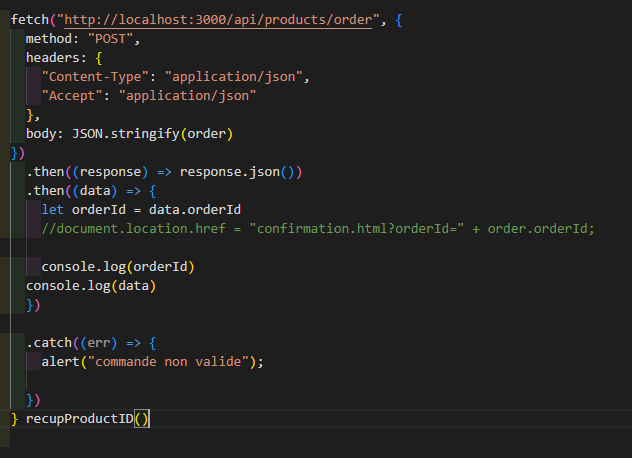 fetch("http://localhost:3000/api/products/order", {
method: "POST",
headers: {
"Content-Type": "application/json",
"Accept": "application/json"
},
body: JSON.stringify(order)
})
.then((response) => response.json())
.then((data) => {
let orderId = data.orderId
//document.location.href = "confirmation.html?orderId=" + order.orderId;
console.log(orderId)
console.log(data)
})
.catch((err) => {
alert("commande non valide");
})
} recupProductID()